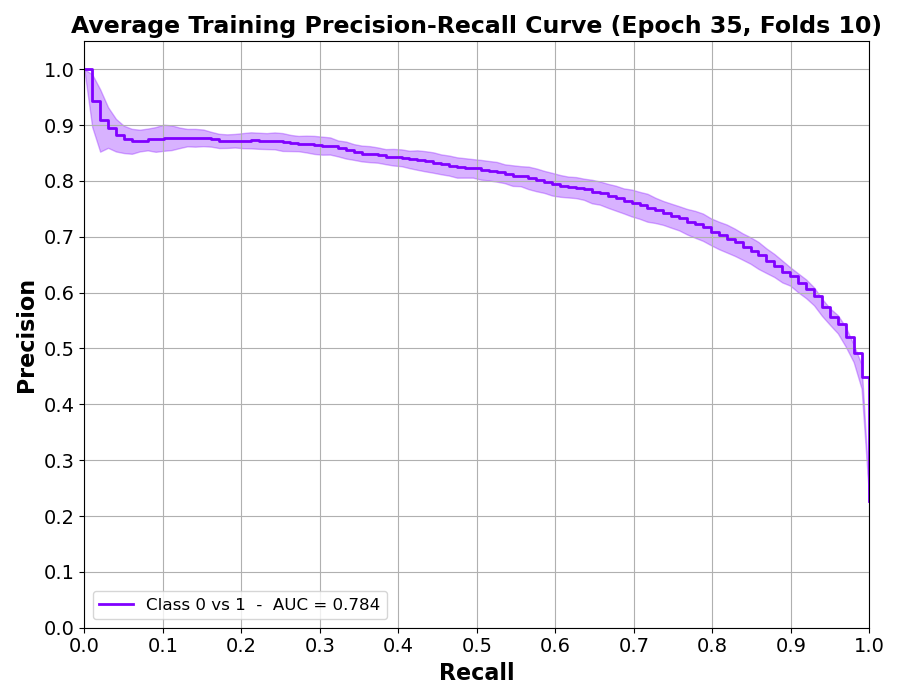 Average Training Precision-Recall Curve (Epoch 35, Folds 10)
Precision
1.0
0.9
0.8
0.7
0.6
0.5
0.4
0.3
0.2
0.1
0.0
Class 0 vs 1 - AUC = 0.784
0.0 0.1 0.2 0.3 0.4 0.5 0.6 0.7 0.8 0.9 1.0
Recall